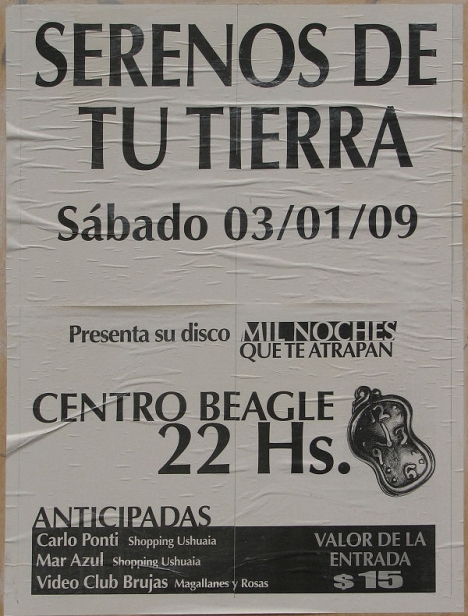 SERENOS DE
TU TIERRA
Sábado 03/01/09
Presenta su disco MIL NOCHES
QUE TE ATRAPAN
CENTRO BEAGLE
22 Hs.
ANTICIPADAS
Carlo Ponti Shopping Ushuaia
Mar Azul Shopping Ushuaia
Video Club Brujas Magallanes y Rosas
VALOR DE LA
ENTRADA
$15